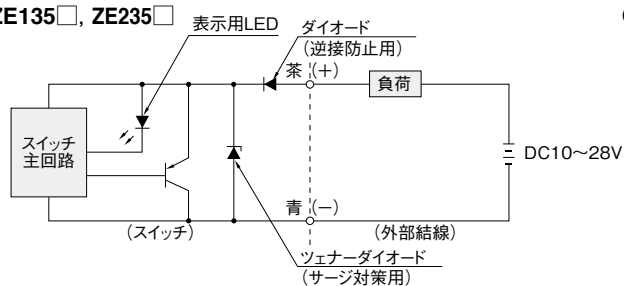 ZE135□, ZE235□
表示用LED
ダイオード
(逆接防止用)
茶 (+)
負荷
スイッチ
主回路
DC10〜28V
青 (−)
(スイッチ)
(外部結線)
ツェナーダイオード
(サージ対策用)